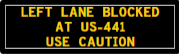 LEFT LANE BLOCKED
AT US-441
USE CAUTION